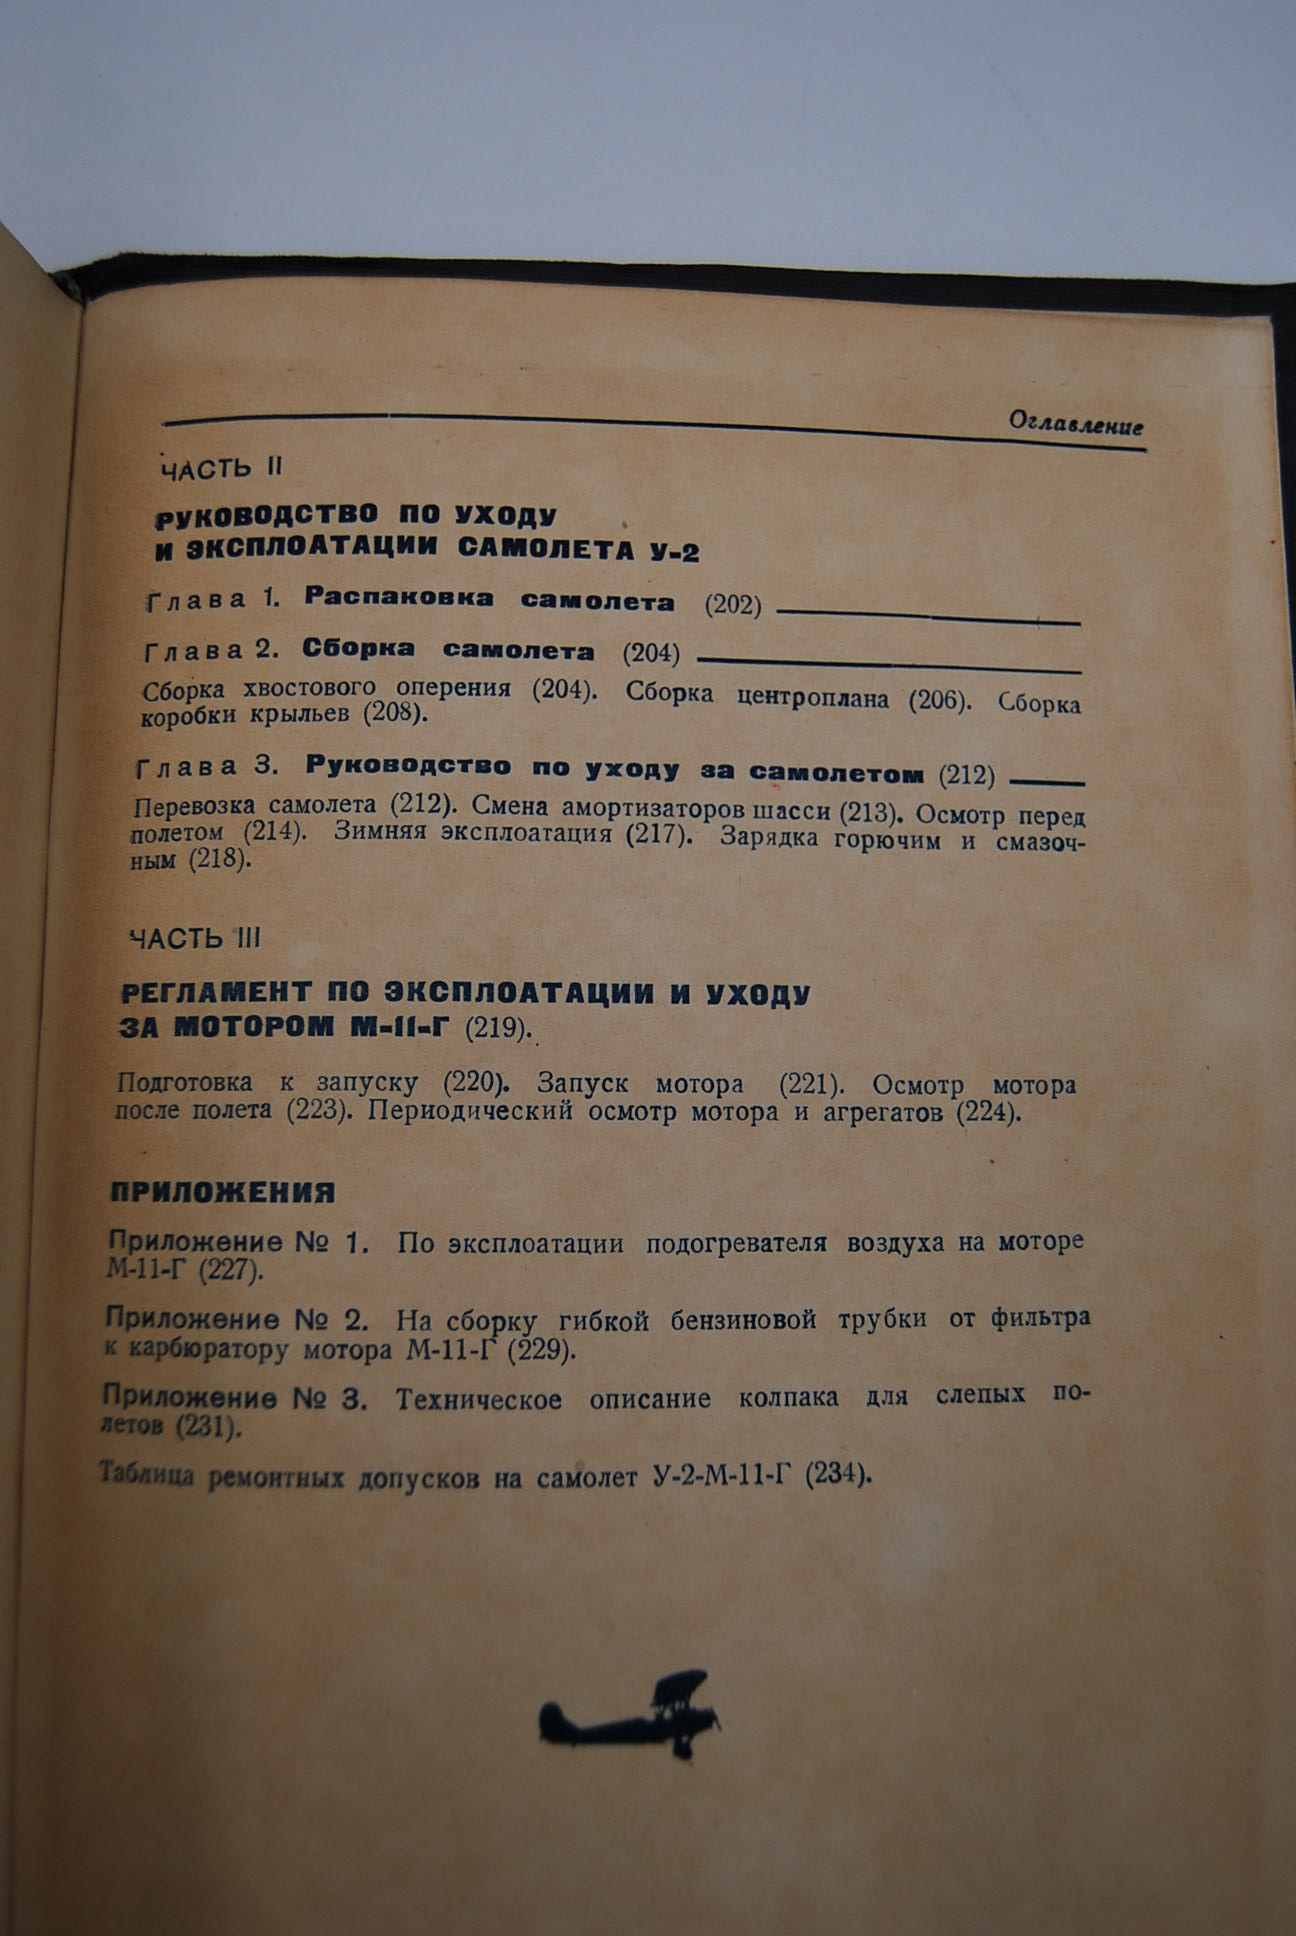 Оглавление
ЧАСТЬ II
РУКОВОДСТВО ПО УХОДУ
И ЭКСПЛОАТАЦИИ САМОЛЕТА У-2
Глава 1. Распаковка самолета (202)
Глава 2. Сборка самолета (204)
Сборка хвостового оперения (204). Сборка центроплана (206). Сборка
коробки крыльев (208).
Глава 3. Руководство по уходу за самолетом (212)
Перевозка самолета (212). Смена амортизаторов шасси (213). Осмотр перед
полетом (214). Зимняя эксплоатация (217). Зарядка горючим и смазоч-
ным (218).
ЧАСТЬ III
РЕГЛАМЕНТ ПО ЭКСПЛОАТАЦИИ И УХОДУ
ЗА МОТОРОМ М-11-Г (219).
Подготовка к запуску (220). Запуск мотора (221). Осмотр мотора
после полета (223). Периодический осмотр мотора и агрегатов (224).
ПРИЛОЖЕНИЯ
Приложение № 1. По эксплоатации подогревателя воздуха на моторе
М-11-Г (227).
Приложение № 2. На сборку гибкой бензиновой трубки от фильтра
к карбюратору мотора М-11-Г (229).
Приложение № 3. Техническое описание колпака для слепых по-
летов (231).
Таблица ремонтных допусков на самолет У-2-М-11-Г (234).